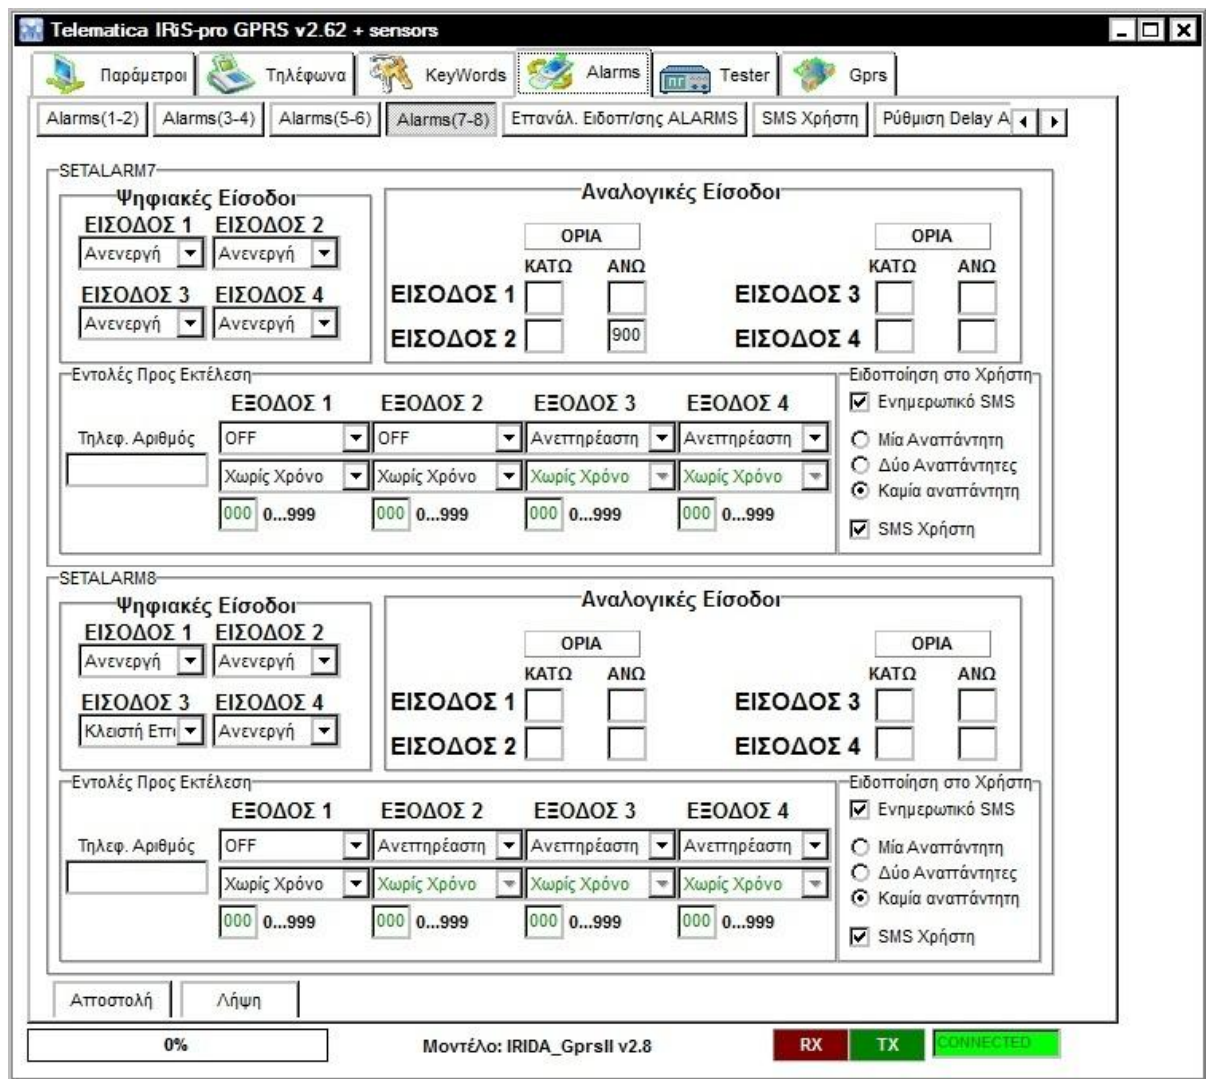 Telematica IRiS-pro GPRS v2.62 + sensors
Παράμετροι Τηλέφωνα KeyWords Alarms Tester Gprs
Alarms(1-2) Alarms(3-4) Alarms(5-6) Alarms(7-8) Επανάλ. Ειδοπ/σης ALARMS SMS Χρήστη Ρύθμιση Delay A
SETALARM7
Ψηφιακές Είσοδοι
ΕΙΣΟΔΟΣ 1 ΕΙΣΟΔΟΣ 2
Ανενεργή Ανενεργή
ΕΙΣΟΔΟΣ 3 ΕΙΣΟΔΟΣ 4
Ανενεργή Ανενεργή
Αναλογικές Είσοδοι
ΟΡΙΑ ΟΡΙΑ
ΚΑΤΩ ΑΝΩ ΚΑΤΩ ΑΝΩ
ΕΙΣΟΔΟΣ 1 ΕΙΣΟΔΟΣ 3
ΕΙΣΟΔΟΣ 2 900 ΕΙΣΟΔΟΣ 4
Εντολές Προς Εκτέλεση
ΕΞΟΔΟΣ 1 ΕΞΟΔΟΣ 2 ΕΞΟΔΟΣ 3 ΕΞΟΔΟΣ 4
Τηλεφ. Αριθμός OFF OFF Ανεπηρέαστη Ανεπηρέαστη
Χωρίς Χρόνο Χωρίς Χρόνο Χωρίς Χρόνο Χωρίς Χρόνο
000 0...999 000 0...999 000 0...999 000 0...999
Ειδοποίηση στο Χρήστη
Ενημερωτικό SMS
Μία Αναπάντητη
Δύο Αναπάντητες
Καμία αναπάντητη
SMS Χρήστη
SETALARM8
Ψηφιακές Είσοδοι
ΕΙΣΟΔΟΣ 1 ΕΙΣΟΔΟΣ 2
Ανενεργή Ανενεργή
ΕΙΣΟΔΟΣ 3 ΕΙΣΟΔΟΣ 4
Κλειστή Επα Ανενεργή
Αναλογικές Είσοδοι
ΟΡΙΑ ΟΡΙΑ
ΚΑΤΩ ΑΝΩ ΚΑΤΩ ΑΝΩ
ΕΙΣΟΔΟΣ 1 ΕΙΣΟΔΟΣ 3
ΕΙΣΟΔΟΣ 2 ΕΙΣΟΔΟΣ 4
Εντολές Προς Εκτέλεση
ΕΞΟΔΟΣ 1 ΕΞΟΔΟΣ 2 ΕΞΟΔΟΣ 3 ΕΞΟΔΟΣ 4
Τηλεφ. Αριθμός OFF Ανεπηρέαστη Ανεπηρέαστη Ανεπηρέαστη
Χωρίς Χρόνο Χωρίς Χρόνο Χωρίς Χρόνο Χωρίς Χρόνο
000 0...999 000 0...999 000 0...999 000 0...999
Ειδοποίηση στο Χρήστη
Ενημερωτικό SMS
Μία Αναπάντητη
Δύο Αναπάντητες
Καμία αναπάντητη
SMS Χρήστη
Αποστολή Λήψη
0% Μοντέλο: IRIDA_GprsII v2.8 RX TX CONNECTED